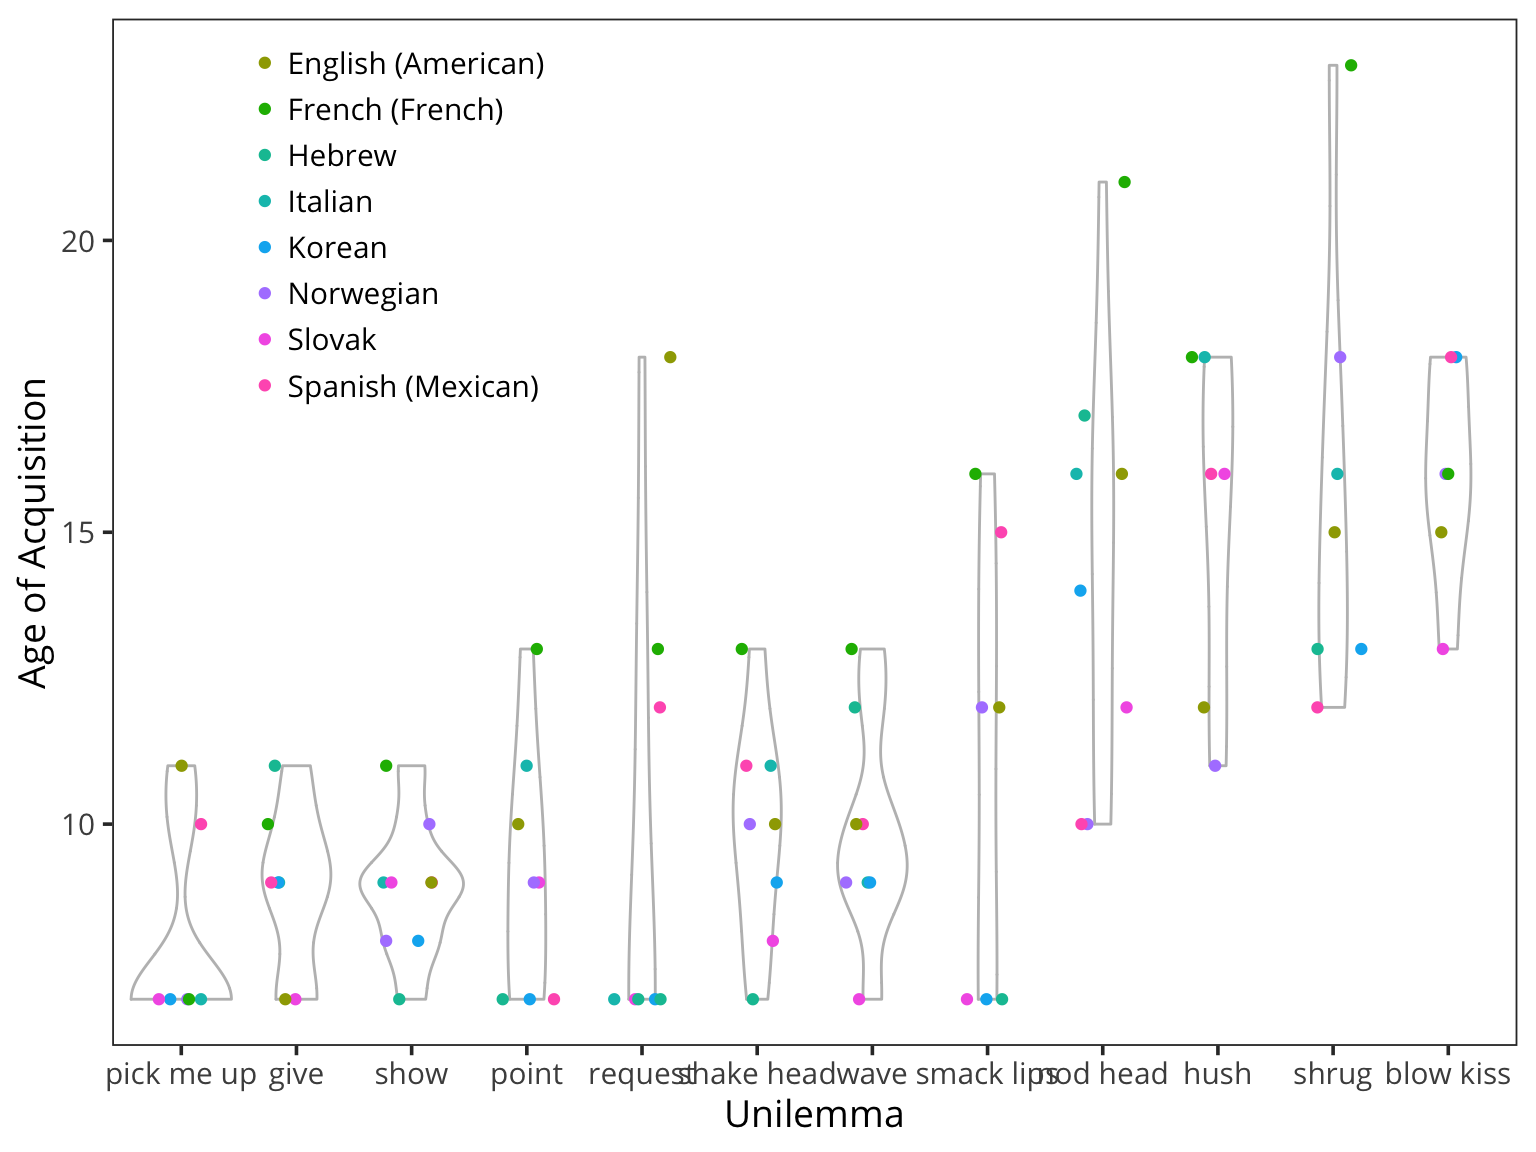 English (American)
French (French)
Hebrew
Italian
Korean
Norwegian
Slovak
Spanish (Mexican)
20
15
10
Age of Acquisition
pick me up give show point request shake head wave smack lips nod head hush shrug blow kiss
Unilemma